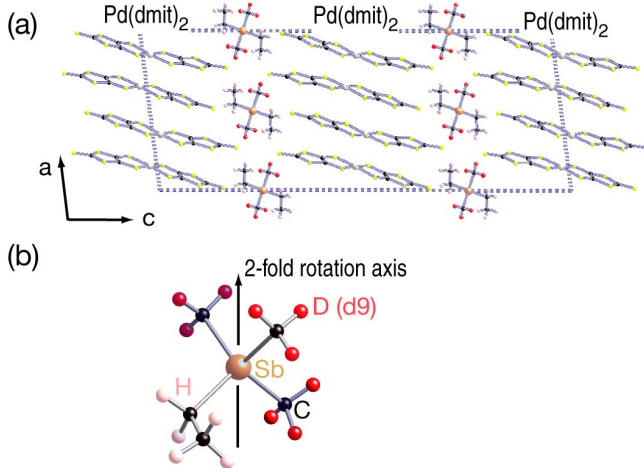 (a)
Pd(dmit)2 Pd(dmit)2 Pd(dmit)2
a
c
(b)
2-fold rotation axis
D (d9)
Sb
H
C